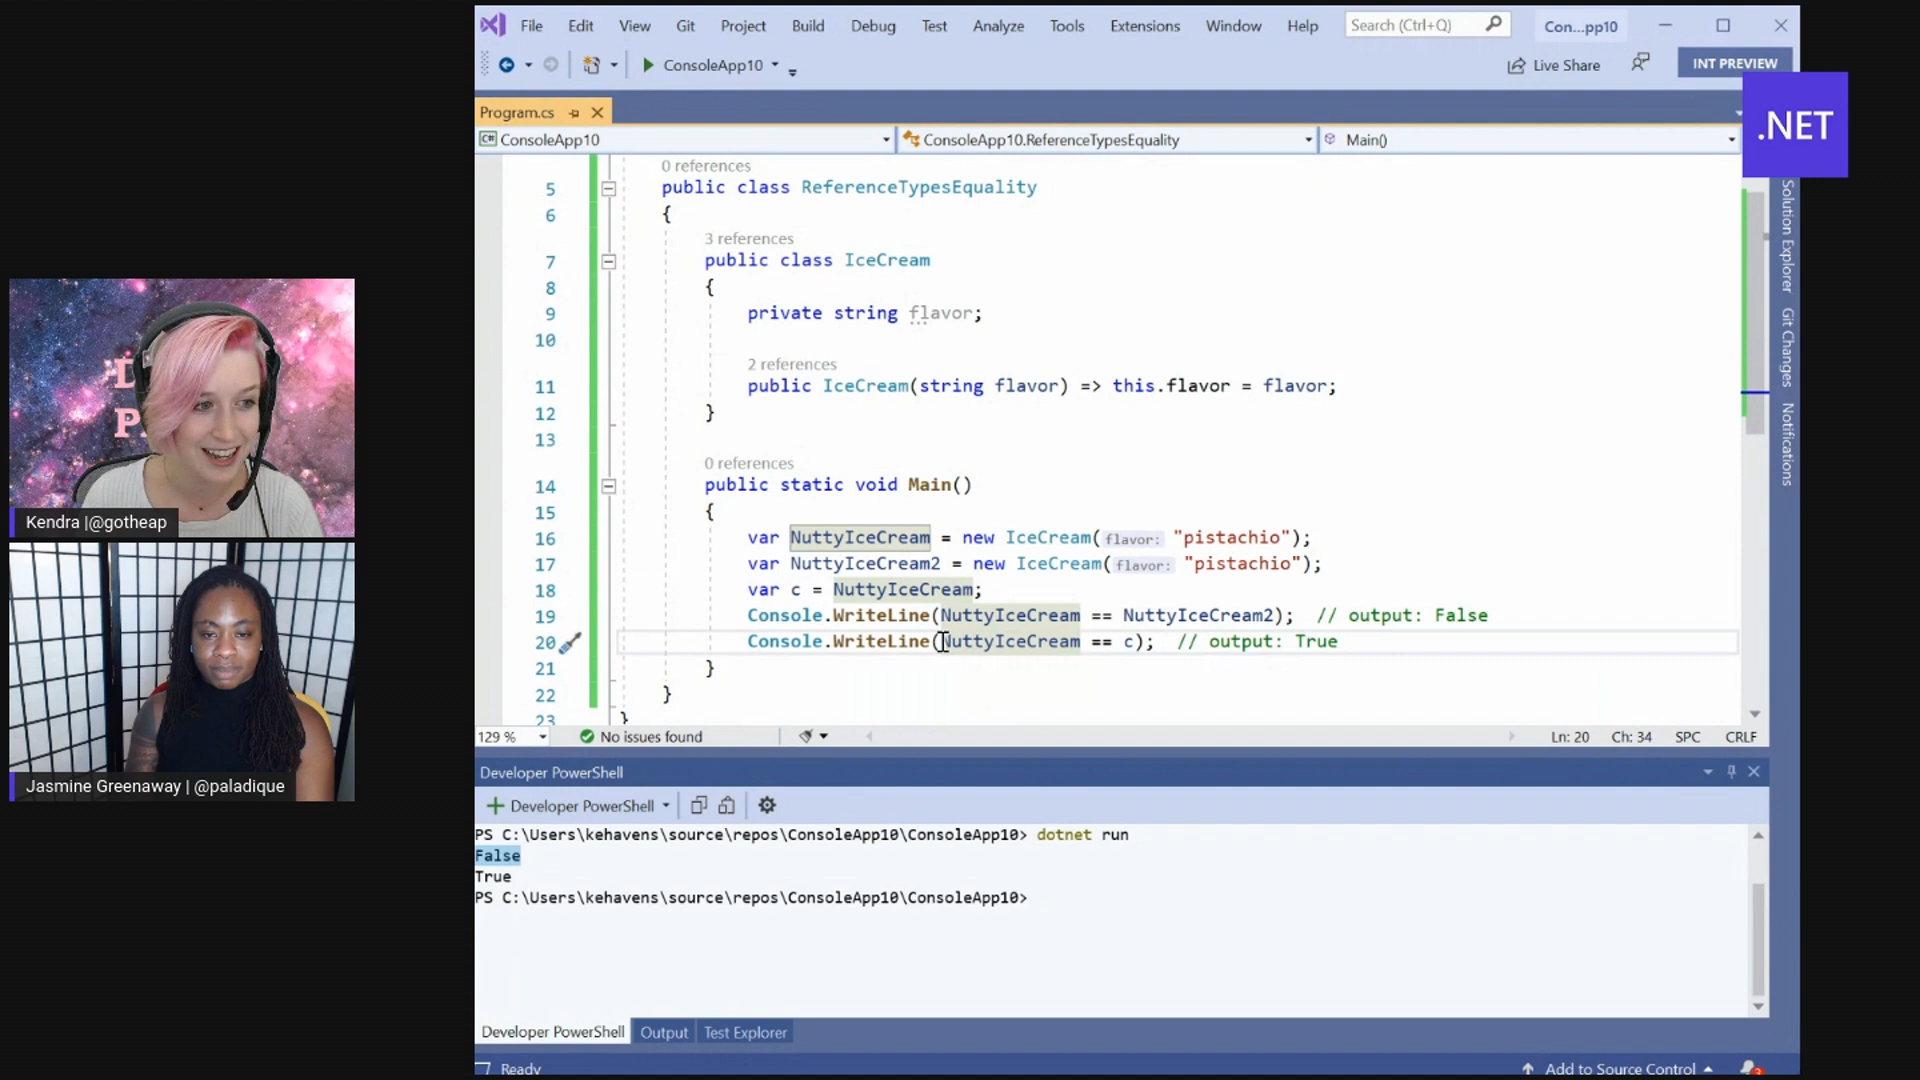 File Edit View Git Project Build Debug Test Analyze Tools Extensions Window Help Search (Ctrl+Q) Con...pp10
ConsoleApp10 Live Share INT PREVIEW
.NET
Program.cs
C# ConsoleApp10 ConsoleApp10.ReferenceTypesEquality Main()
0 references
5 public class ReferenceTypesEquality
6 {
3 references
7 public class IceCream
8 {
9 private string flavor;
10
2 references
11 public IceCream(string flavor) => this.flavor = flavor;
12 }
13
0 references
14 public static void Main()
15 {
16 var NuttyIceCream = new IceCream(flavor: "pistachio");
17 var NuttyIceCream2 = new IceCream(flavor: "pistachio");
18 var c = NuttyIceCream;
19 Console.WriteLine(NuttyIceCream == NuttyIceCream2); // output: False
20 Console.WriteLine(NuttyIceCream == c); // output: True
21 }
22 }
23 }
Solution Explorer
Git Changes
Notifications
129 % No issues found Ln: 20 Ch: 34 SPC CRLF
Developer PowerShell
Developer PowerShell
PS C:\Users\kehavens\source\repos\ConsoleApp10\ConsoleApp10> dotnet run
False
True
PS C:\Users\kehavens\source\repos\ConsoleApp10\ConsoleApp10>
Developer PowerShell Output Test Explorer
Ready Add to Source Control
D
P
Kendra |@gotheap
Jasmine Greenaway | @paladique